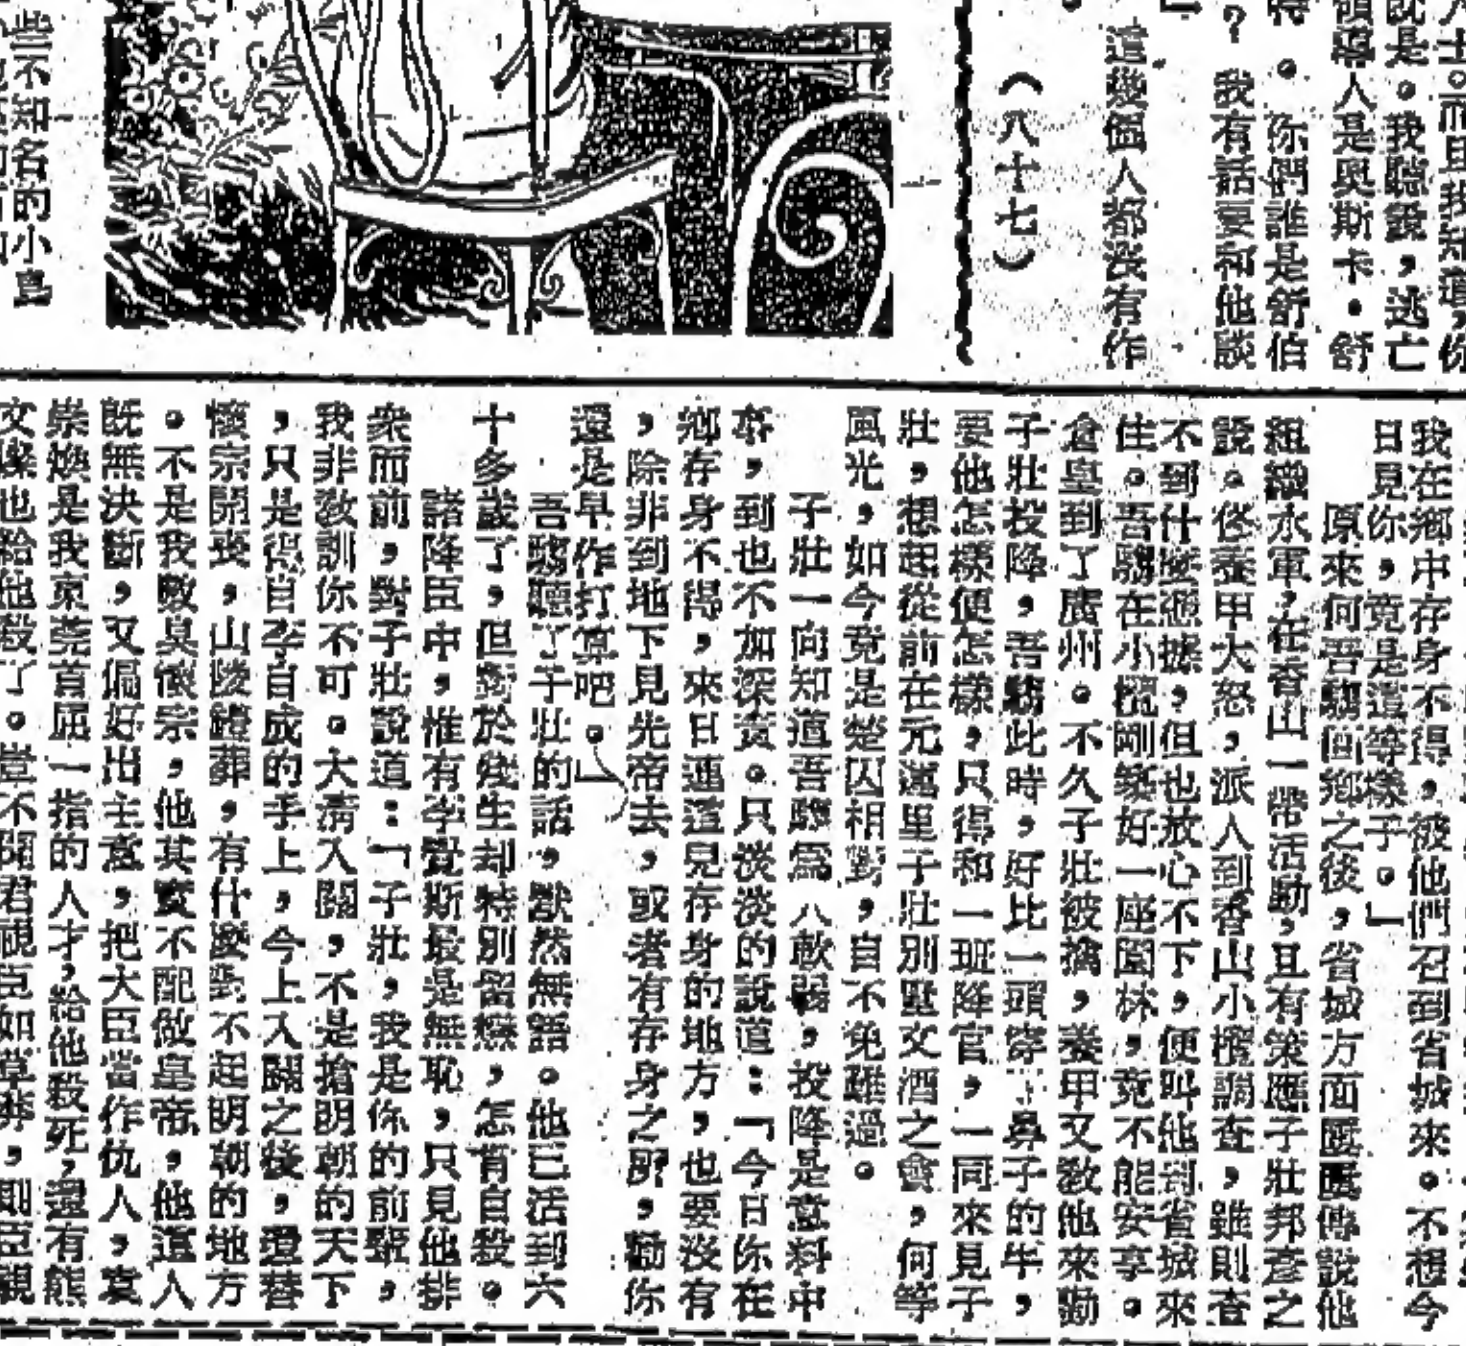 士。而且我知道，你
既是。我聽說，逃亡
領導人是奧斯卡·舒
時。你們誰是舒伯
？我有話要和他談
」
這幾個人都沒有作
。
（八十七）
些不知名的小鳥
我在鄉中存身不得，被他們召到省城來。不想今
日見你，竟是這等樣子。」
原來何吾騶回鄉之後，省城方面匿匿傳說他
組織水軍，在香山一帶活動，且有策應子壯邦彥之
說。佟養甲大怒，派人到香山小欖調查，雖則查
不到什麼憑據，但也放心不下，便叫他到省城來
住。吾騶在小欖剛築好一座園林，竟不能安享。
倉皇到了廣州。不久子壯被擒，養甲又教他來勸
子壯投降，吾騶此時，好比一頭穿了鼻子的牛，
要他怎樣便怎樣，只得和一班降官，一同來見子
壯，想起從前在元薖里子壯別墅文酒之會，何等
風光，如今竟是楚囚相對，自不免難過。
子壯一向知道吾騶為人軟弱，投降是意料中
事，到也不加深責。只淡淡的說道：「今日你在
鄉存身不得，來日連這見存身的地方，也要沒有
，除非到地下見先帝去，或者有存身之所，勸你
還是早作打算吧。」
吾騶聽了子壯的話，默然無語。他已活到六
十多歲了，但對於殘生却特別留戀，怎肯自殺。
諸降臣中，惟有李覺斯最是無恥，只見他排
衆而前，對子壯說道：「子壯，我是你的前輩，
我非教訓你不可。大清入關，不是搶明朝的天下
，只是得自李自成的手上，今上入關之後，還替
懷宗開喪，山陵禮葬，有什麼對不起明朝的地方
。不是我數臭懷宗，他其實不配做皇帝，他這人
既無決斷，又偏好出主意，把大臣當作仇人，袁
崇煥是我東莞首屈一指的人才，給他殺死，還有熊
文燦也給他殺了。豈不聞君視臣如草莽，則臣視